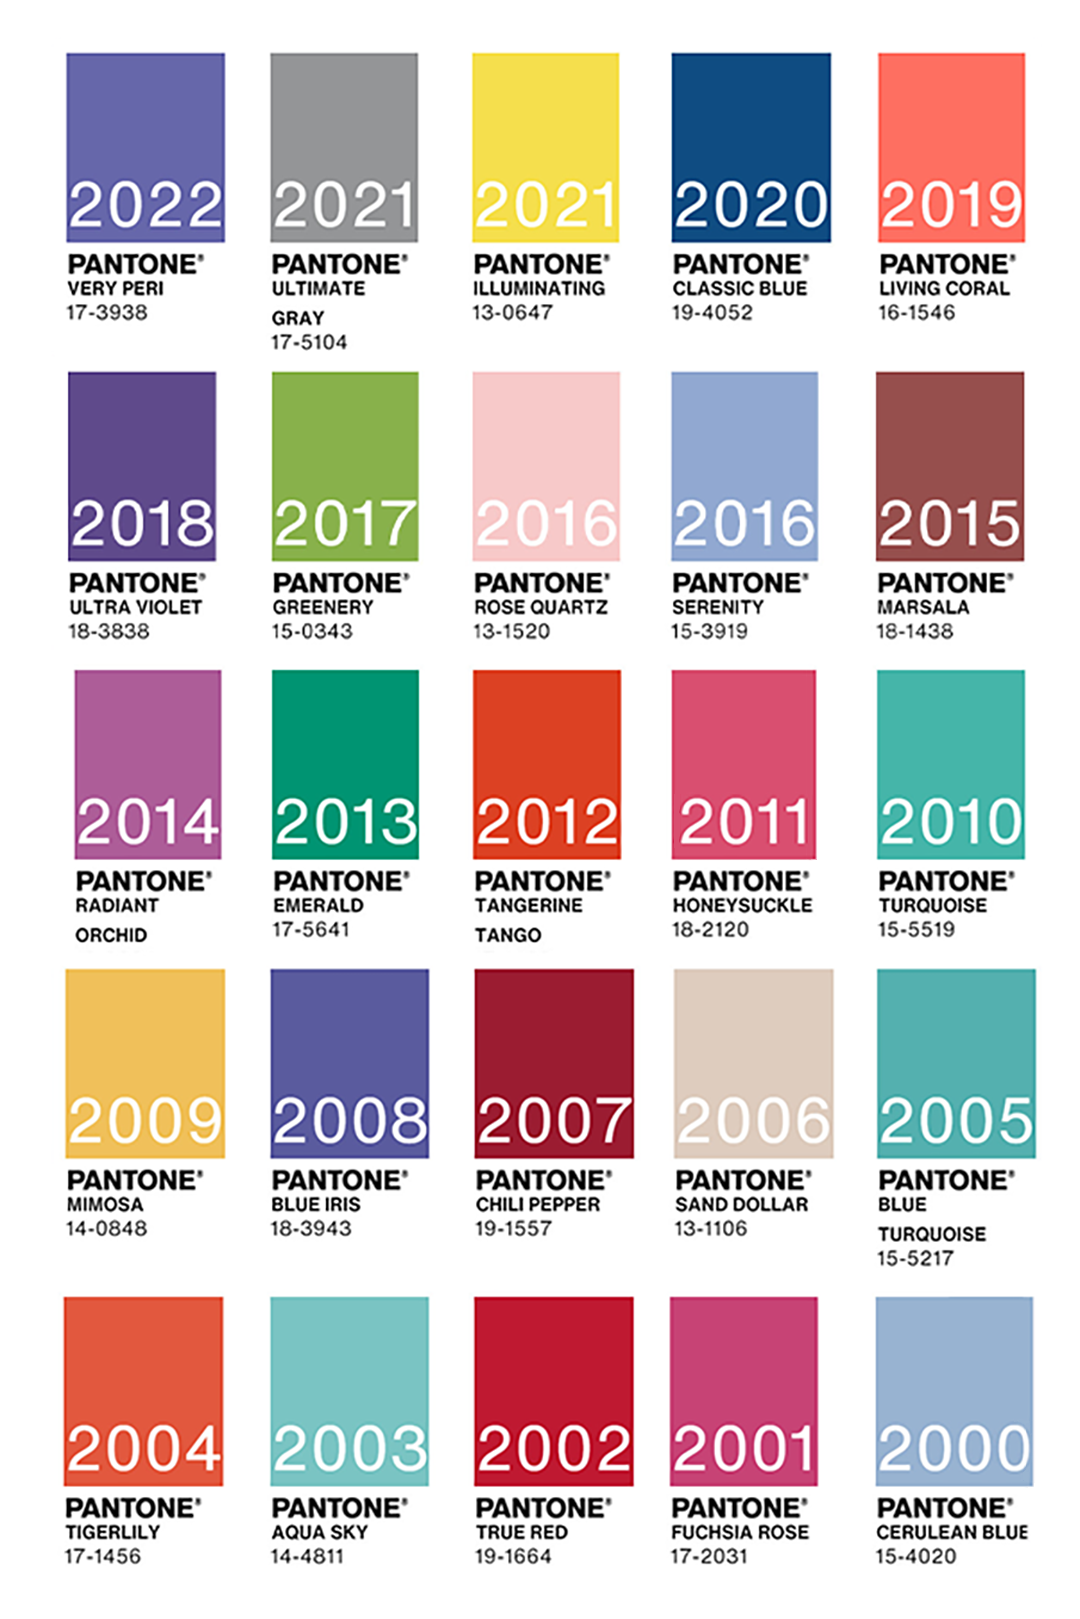 2022
PANTONE®
VERY PERI
17-3938
2021
PANTONE®
ULTIMATE
GRAY
17-5104
2021
PANTONE®
ILLUMINATING
13-0647
2020
PANTONE®
CLASSIC BLUE
19-4052
2019
PANTONE®
LIVING CORAL
16-1546
2018
PANTONE®
ULTRA VIOLET
18-3838
2017
PANTONE®
GREENERY
15-0343
2016
PANTONE®
ROSE QUARTZ
13-1520
2016
PANTONE®
SERENITY
15-3919
2015
PANTONE®
MARSALA
18-1438
2014
PANTONE®
RADIANT
ORCHID
2013
PANTONE®
EMERALD
17-5641
2012
PANTONE®
TANGERINE
TANGO
2011
PANTONE®
HONEYSUCKLE
18-2120
2010
PANTONE®
TURQUOISE
15-5519
2009
PANTONE®
MIMOSA
14-0848
2008
PANTONE®
BLUE IRIS
18-3943
2007
PANTONE®
CHILI PEPPER
19-1557
2006
PANTONE®
SAND DOLLAR
13-1106
2005
PANTONE®
BLUE
TURQUOISE
15-5217
2004
PANTONE®
TIGERLILY
17-1456
2003
PANTONE®
AQUA SKY
14-4811
2002
PANTONE®
TRUE RED
19-1664
2001
PANTONE®
FUCHSIA ROSE
17-2031
2000
PANTONE®
CERULEAN BLUE
15-4020